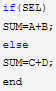 if(SEL)
SUM=A+B;
else
SUM=C+D;
end